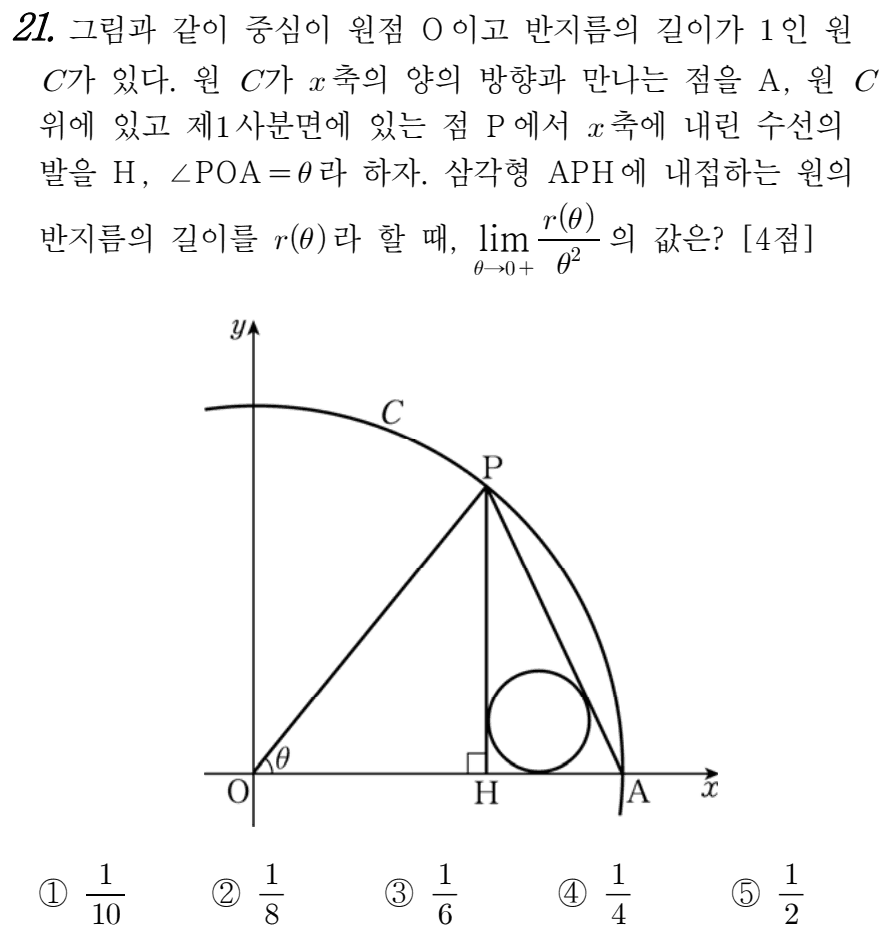 21. 그림과 같이 중심이 원점 O이고 반지름의 길이가 1인 원
C가 있다. 원 C가 x축의 양의 방향과 만나는 점을 A, 원 C
위에 있고 제1사분면에 있는 점 P에서 x축에 내린 수선의
발을 H, ∠POA=θ라 하자. 삼각형 APH에 내접하는 원의
반지름의 길이를 r(θ)라 할 때, lim θ→0+ r(θ)/θ² 의 값은? [4점]
y
C
P
θ
O
H
A
x
① 1/10 ② 1/8 ③ 1/6 ④ 1/4 ⑤ 1/2